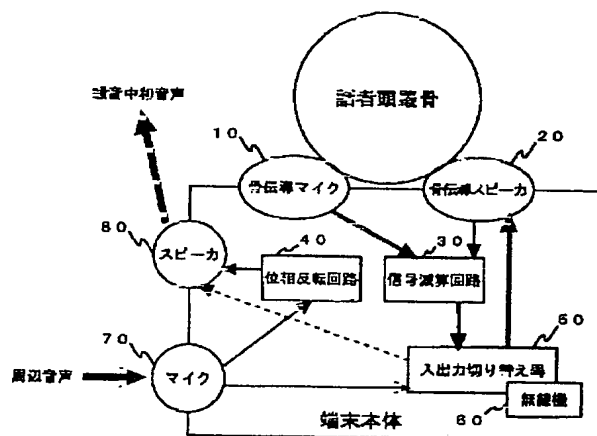 話者頭蓋骨
騒音中和音声
10
20
骨伝導マイク
骨伝導スピーカ
80
スピーカ
40
位相反転回路
30
信号減算回路
70
マイク
周辺音声
50
入出力切り替え器
無線機
60
端末本体